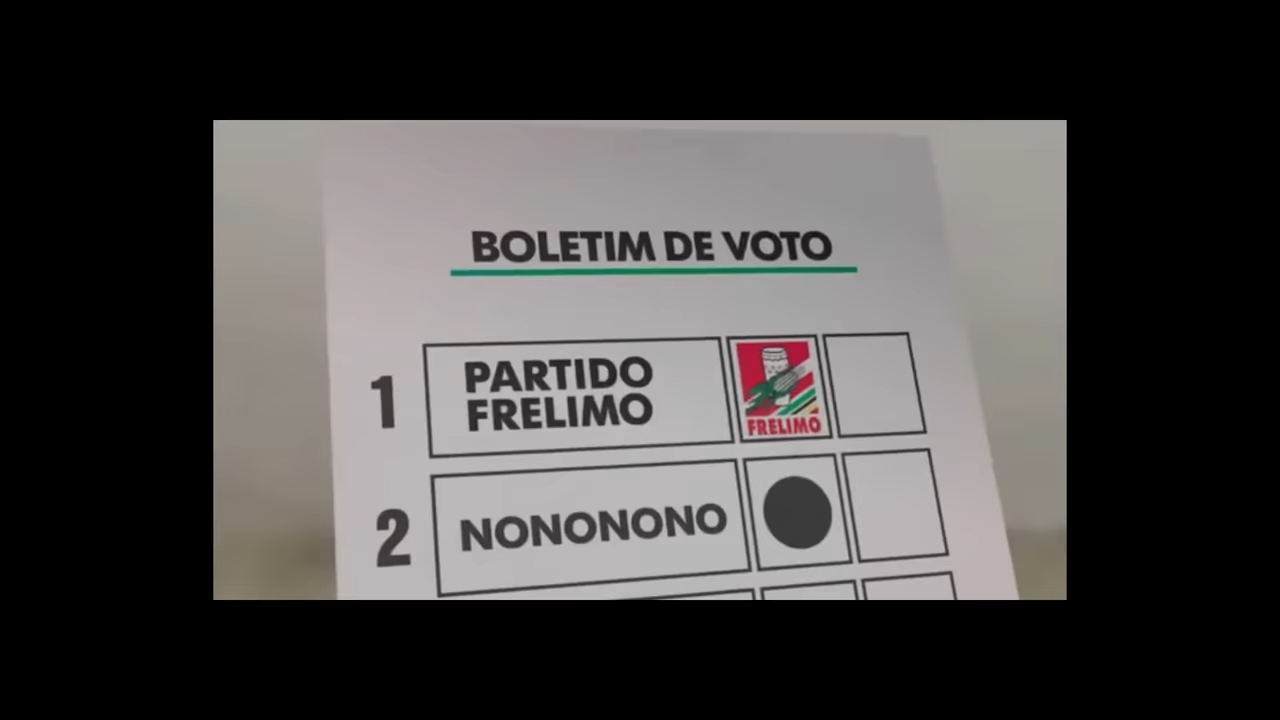 BOLETIM DE VOTO
1
PARTIDO
FRELIMO
FRELIMO
2
NONONONO